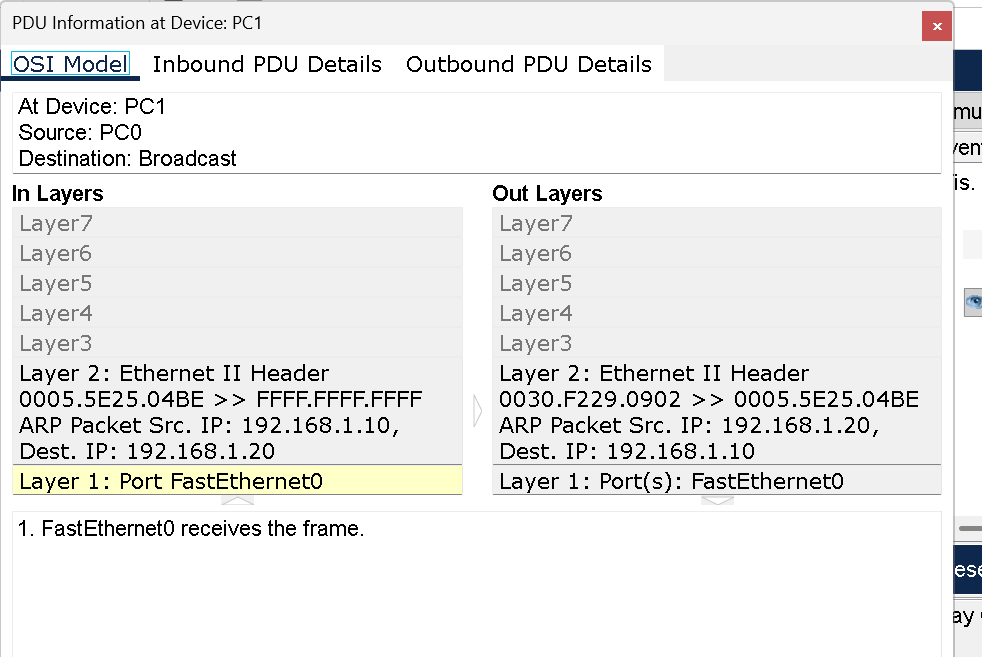 PDU Information at Device: PC1
OSI Model
Inbound PDU Details
Outbound PDU Details
At Device: PC1
Source: PC0
Destination: Broadcast
In Layers
Layer7
Layer6
Layer5
Layer4
Layer3
Layer 2: Ethernet II Header
0005.5E25.04BE >> FFFF.FFFF.FFFF
ARP Packet Src. IP: 192.168.1.10,
Dest. IP: 192.168.1.20
Layer 1: Port FastEthernet0
Out Layers
Layer7
Layer6
Layer5
Layer4
Layer3
Layer 2: Ethernet II Header
0030.F229.0902 >> 0005.5E25.04BE
ARP Packet Src. IP: 192.168.1.20,
Dest. IP: 192.168.1.10
Layer 1: Port(s): FastEthernet0
1. FastEthernet0 receives the frame.
mu
ven
is.
ese
ay